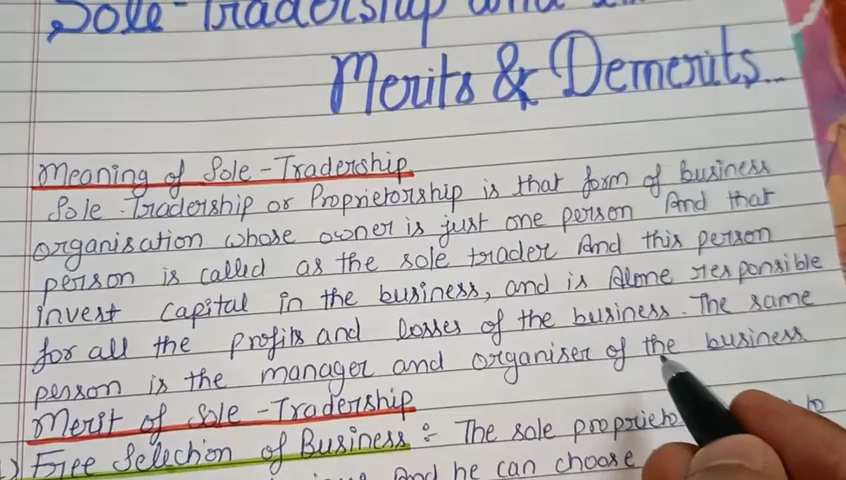 Sole-Tradership and
Merits & Demerits...
Meaning of Sole-Tradership
Sole-Tradership or Proprietorship is that form of business
organisation whose owner is just one person And that
person is called as the sole trader And this person
invest capital in the business, and is Alone responsible
for all the profits and losses of the business. The same
person is the manager and organiser of the business
Merit of Sole-Tradership
Free Selection of Business :- The sole to
And he can choose